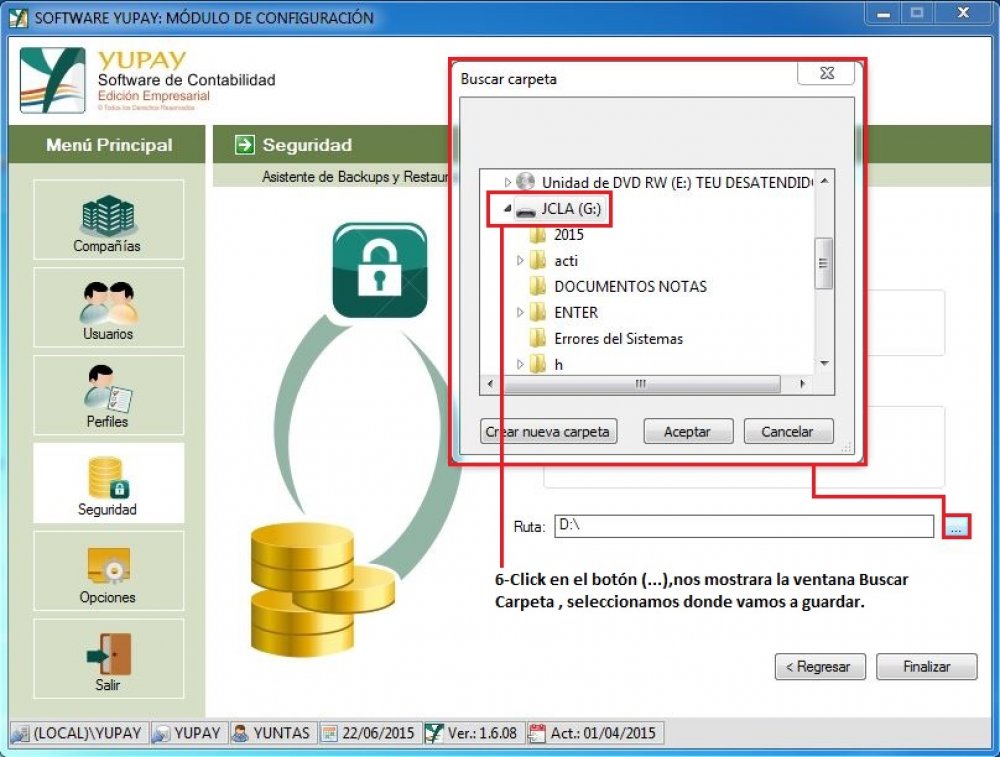 SOFTWARE YUPAY: MÓDULO DE CONFIGURACIÓN
YUPAY
Software de Contabilidad
Edición Empresarial
© Todos los Derechos Reservados
Menú Principal
Compañías
Usuarios
Perfiles
Seguridad
Opciones
Salir
Seguridad
Asistente de Backups y Restaur
Buscar carpeta
Unidad de DVD RW (E:) TEU DESATENDID
JCLA (G:)
2015
acti
DOCUMENTOS NOTAS
ENTER
Errores del Sistemas
h
Crear nueva carpeta
Aceptar
Cancelar
Ruta: D:\
...
6-Click en el botón (...),nos mostrara la ventana Buscar
Carpeta , seleccionamos donde vamos a guardar.
< Regresar
Finalizar
(LOCAL)\YUPAY
YUPAY
YUNTAS
22/06/2015
Ver.: 1.6.08
Act.: 01/04/2015